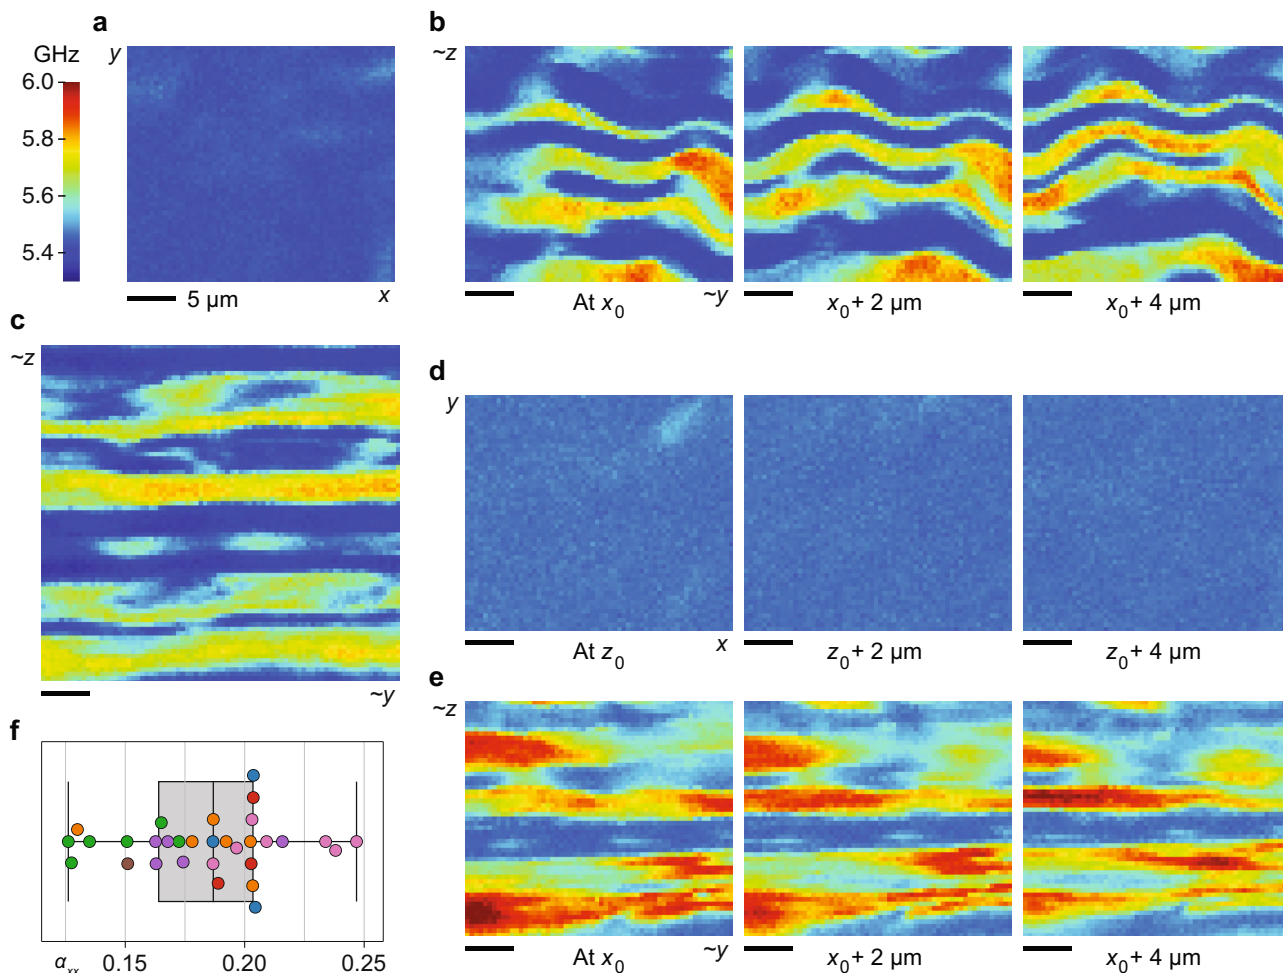 a
b
GHz
y
~z
6.0
5.8
5.6
5.4
5 μm
x
At x0
~y
x0 + 2 μm
x0 + 4 μm
c
~z
d
y
At z0
x
z0 + 2 μm
z0 + 4 μm
~y
e
~z
f
αxx
0.15
0.20
0.25
At x0
~y
x0 + 2 μm
x0 + 4 μm